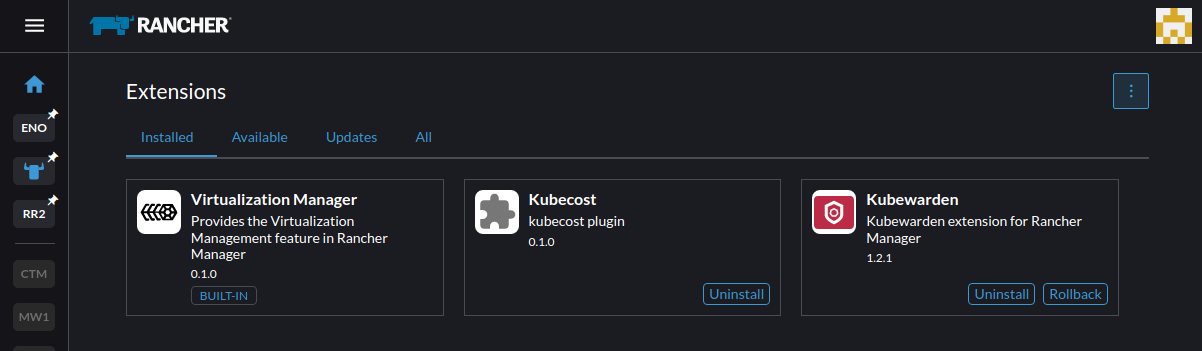 RANCHER
Extensions
ENO
RR2
CTM
MW1
Installed Available Updates All
Virtualization Manager
Provides the Virtualization
Management feature in Rancher
Manager
0.1.0
BUILT-IN
Kubecost
kubecost plugin
0.1.0
Uninstall
Kubewarden
Kubewarden extension for Rancher
Manager
1.2.1
Uninstall Rollback